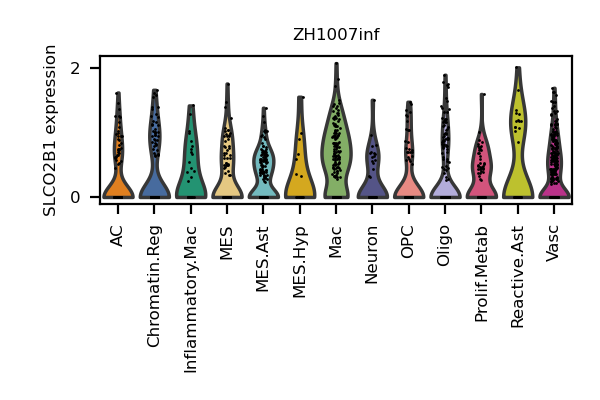 ZH1007inf
SLCO2B1 expression
2
0
AC
Chromatin.Reg
Inflammatory.Mac
MES
MES.Ast
MES.Hyp
Mac
Neuron
OPC
Oligo
Prolif.Metab
Reactive.Ast
Vasc